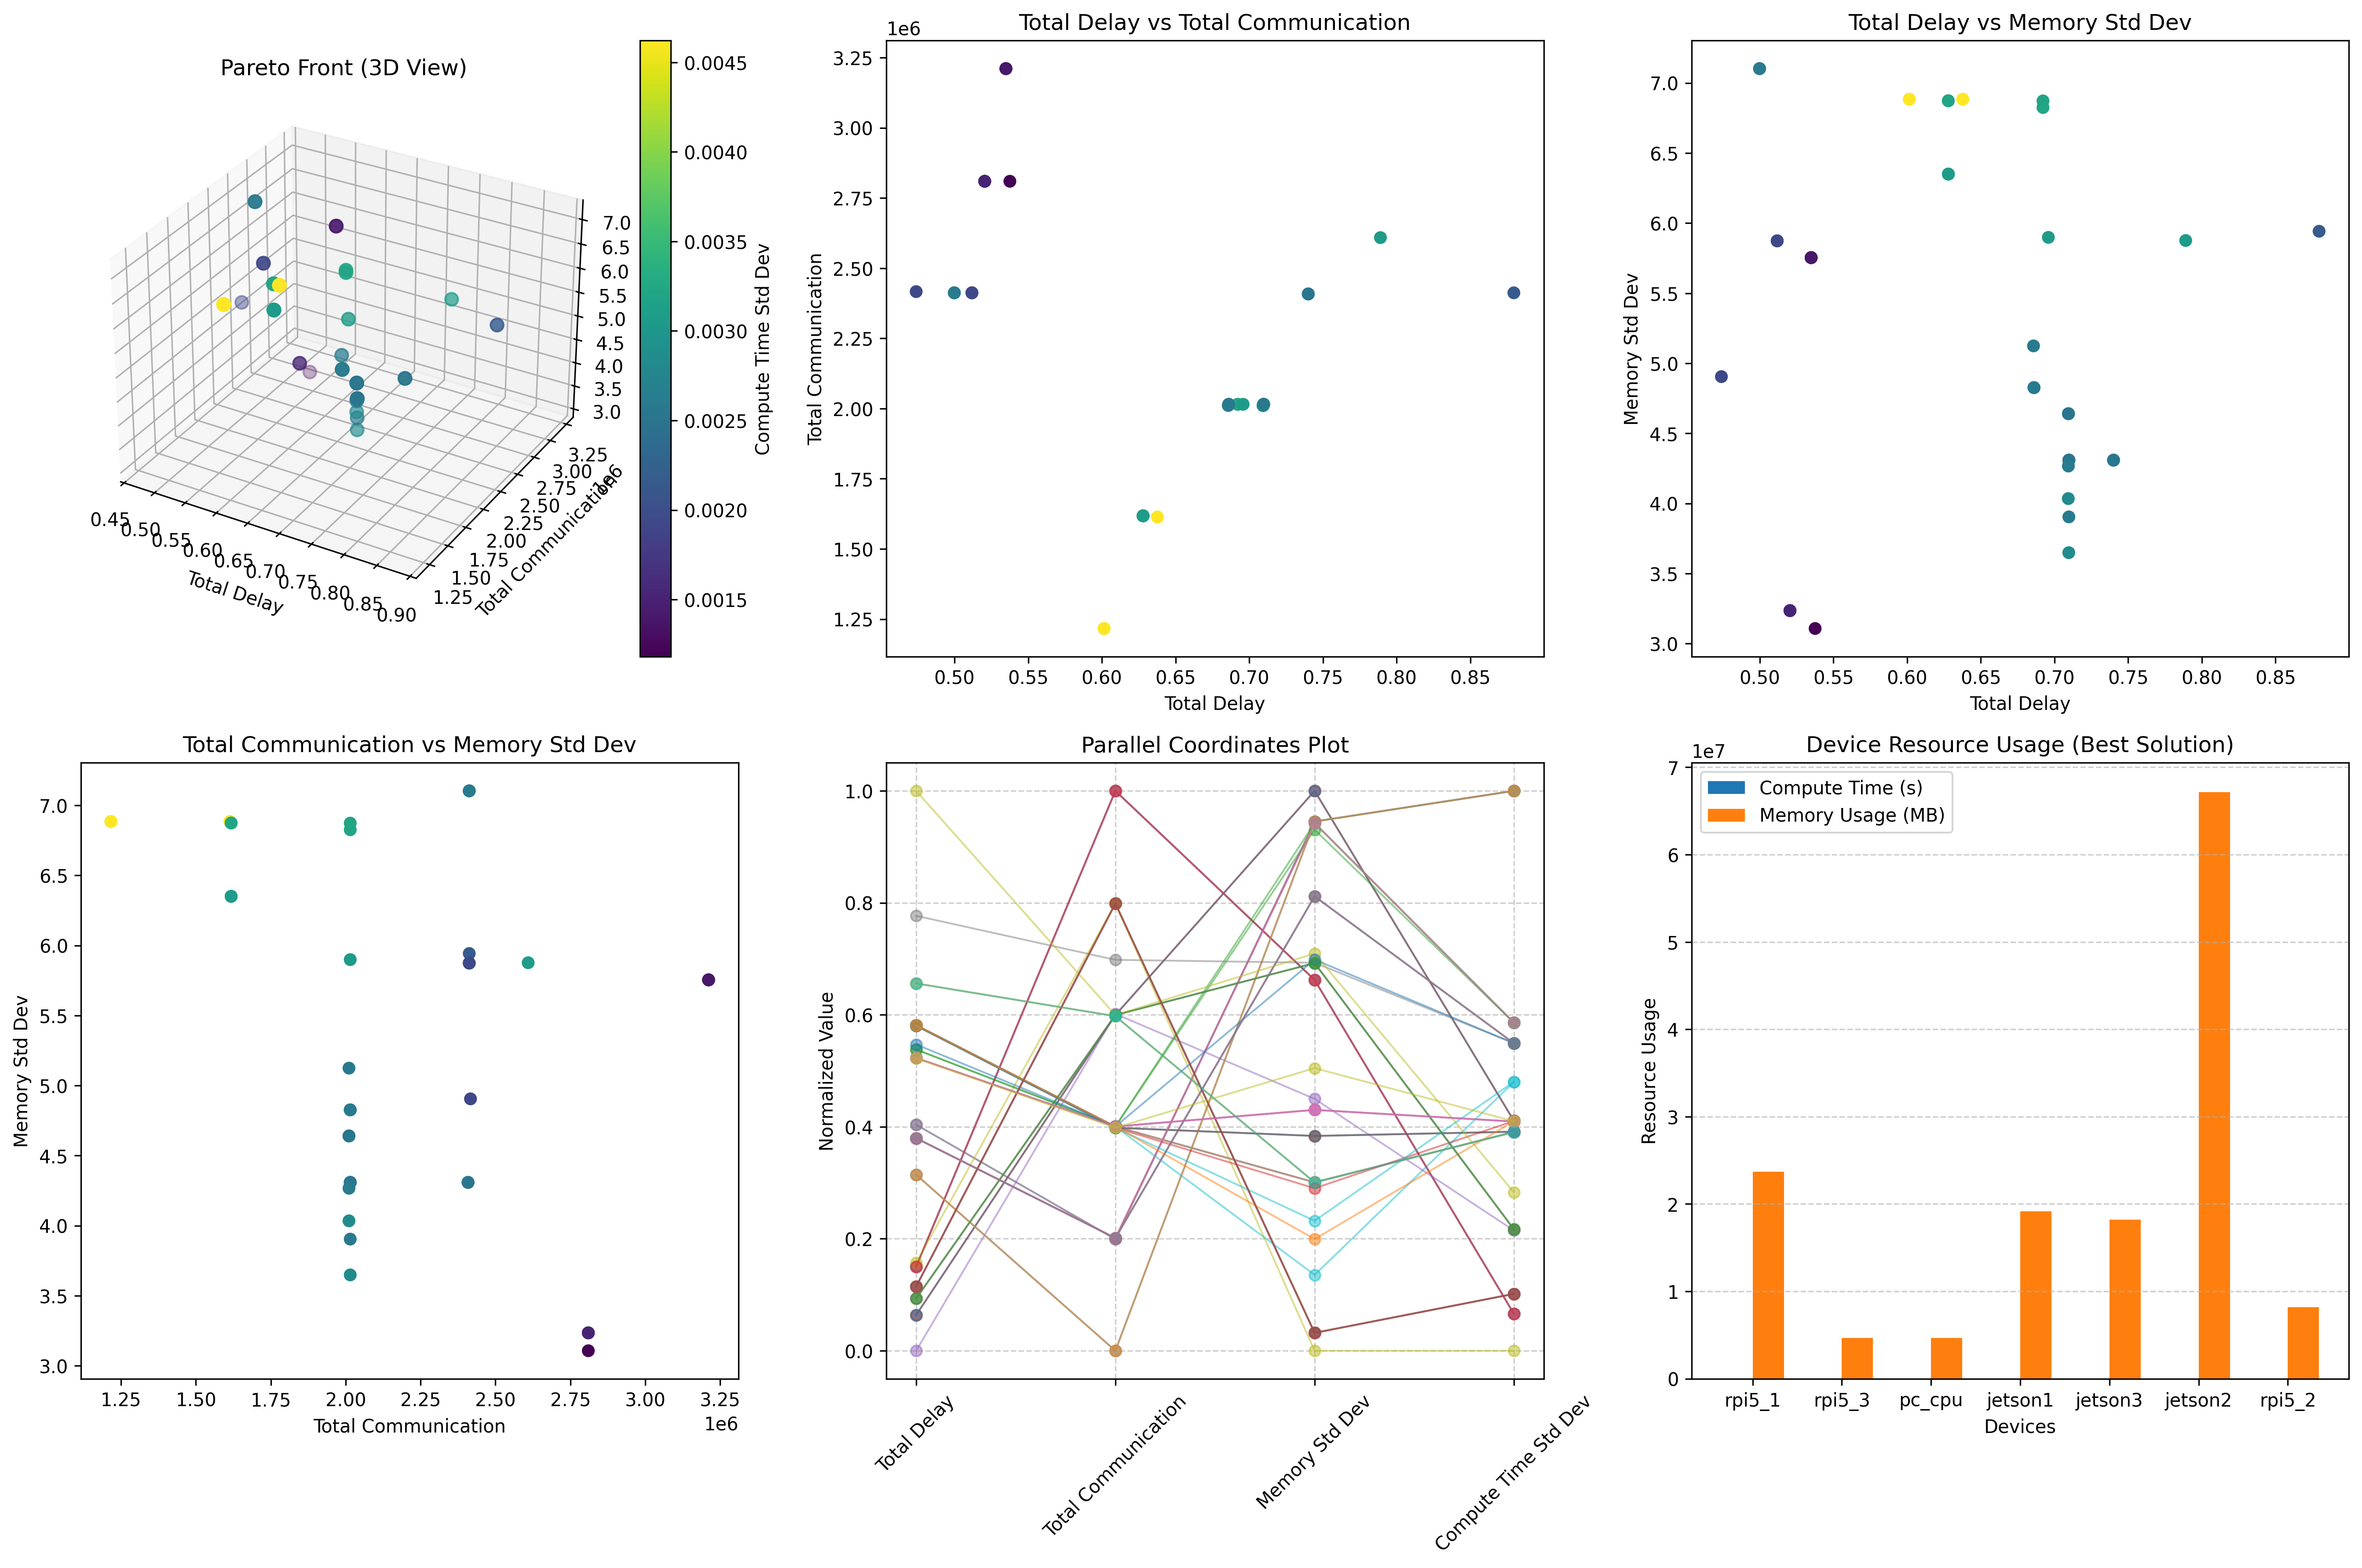 Pareto Front (3D View)
7.0
6.5
6.0
5.5
5.0
4.5
4.0
3.5
3.0
3.25
3.00
2.75
2.50
2.25
2.00
1.75
1.50
1.25
1e6
Total Communication
0.45
0.50
0.55
0.60
0.65
0.70
0.75
0.80
0.85
0.90
Total Delay
0.0045
0.0040
0.0035
0.0030
0.0025
0.0020
0.0015
Compute Time Std Dev
Total Delay vs Total Communication
1e6
3.25
3.00
2.75
2.50
2.25
2.00
1.75
1.50
1.25
Total Communication
0.50 0.55 0.60 0.65 0.70 0.75 0.80 0.85
Total Delay
Total Delay vs Memory Std Dev
7.0
6.5
6.0
5.5
5.0
4.5
4.0
3.5
3.0
Memory Std Dev
0.50 0.55 0.60 0.65 0.70 0.75 0.80 0.85
Total Delay
Total Communication vs Memory Std Dev
7.0
6.5
6.0
5.5
5.0
4.5
4.0
3.5
3.0
Memory Std Dev
1.25 1.50 1.75 2.00 2.25 2.50 2.75 3.00 3.25
Total Communication
1e6
Parallel Coordinates Plot
1.0
0.8
0.6
0.4
0.2
0.0
Normalized Value
Total Delay
Total Communication
Memory Std Dev
Compute Time Std Dev
Device Resource Usage (Best Solution)
1e7
Compute Time (s)
Memory Usage (MB)
7
6
5
4
3
2
1
0
Resource Usage
rpi5_1 rpi5_3 pc_cpu jetson1 jetson3 jetson2 rpi5_2
Devices